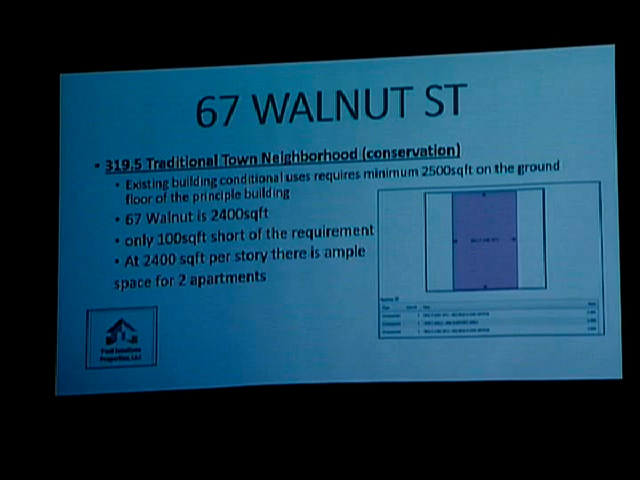 67 WALNUT ST
• 319.5 Traditional Town Neighborhood (conservation)
• Existing building conditional uses requires minimum 2500sqft on the ground
floor of the principle building
• 67 Walnut is 2400sqft
• only 100sqft short of the requirement
• At 2400 sqft per story there is ample
space for 2 apartments
Properties, LLC